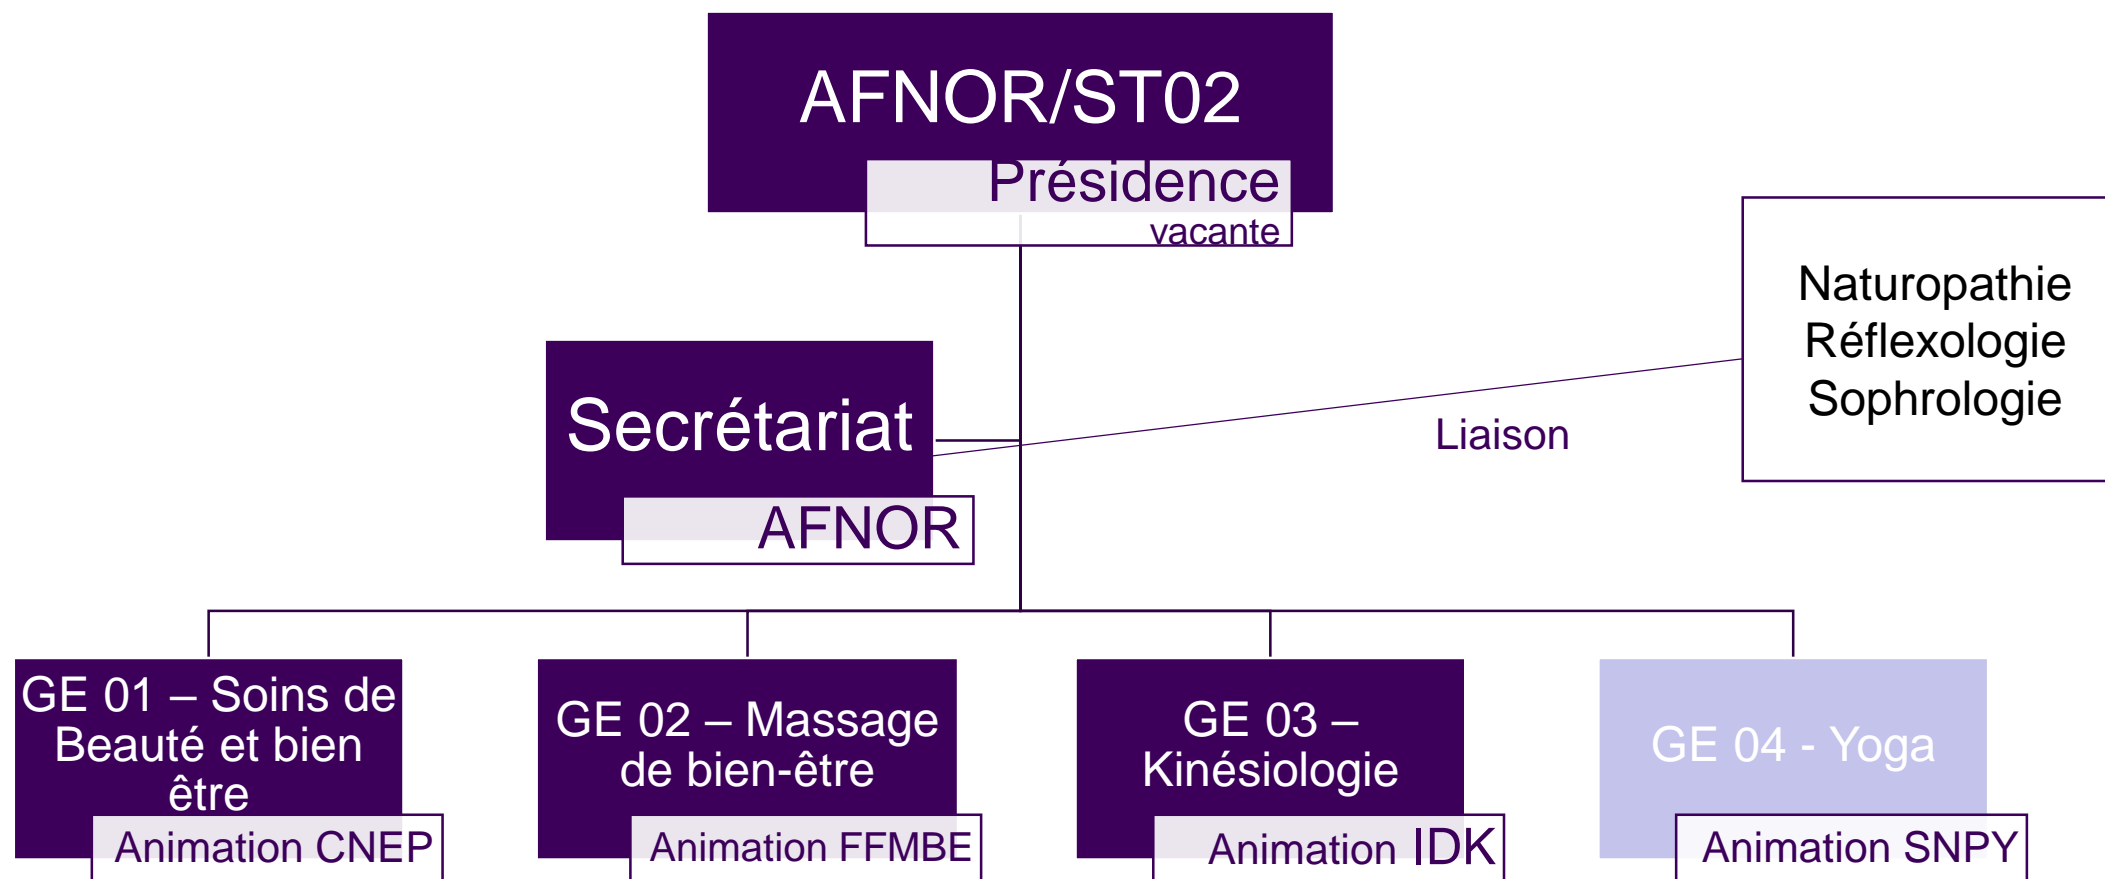 AFNOR/ST02
Présidence
vacante
Naturopathie
Réflexologie
Sophrologie
Secrétariat
Liaison
AFNOR
GE 01 – Soins de
Beauté et bien
être
Animation CNEP
GE 02 – Massage
de bien-être
Animation FFMBE
GE 03 –
Kinésiologie
Animation IDK
GE 04 - Yoga
Animation SNPY